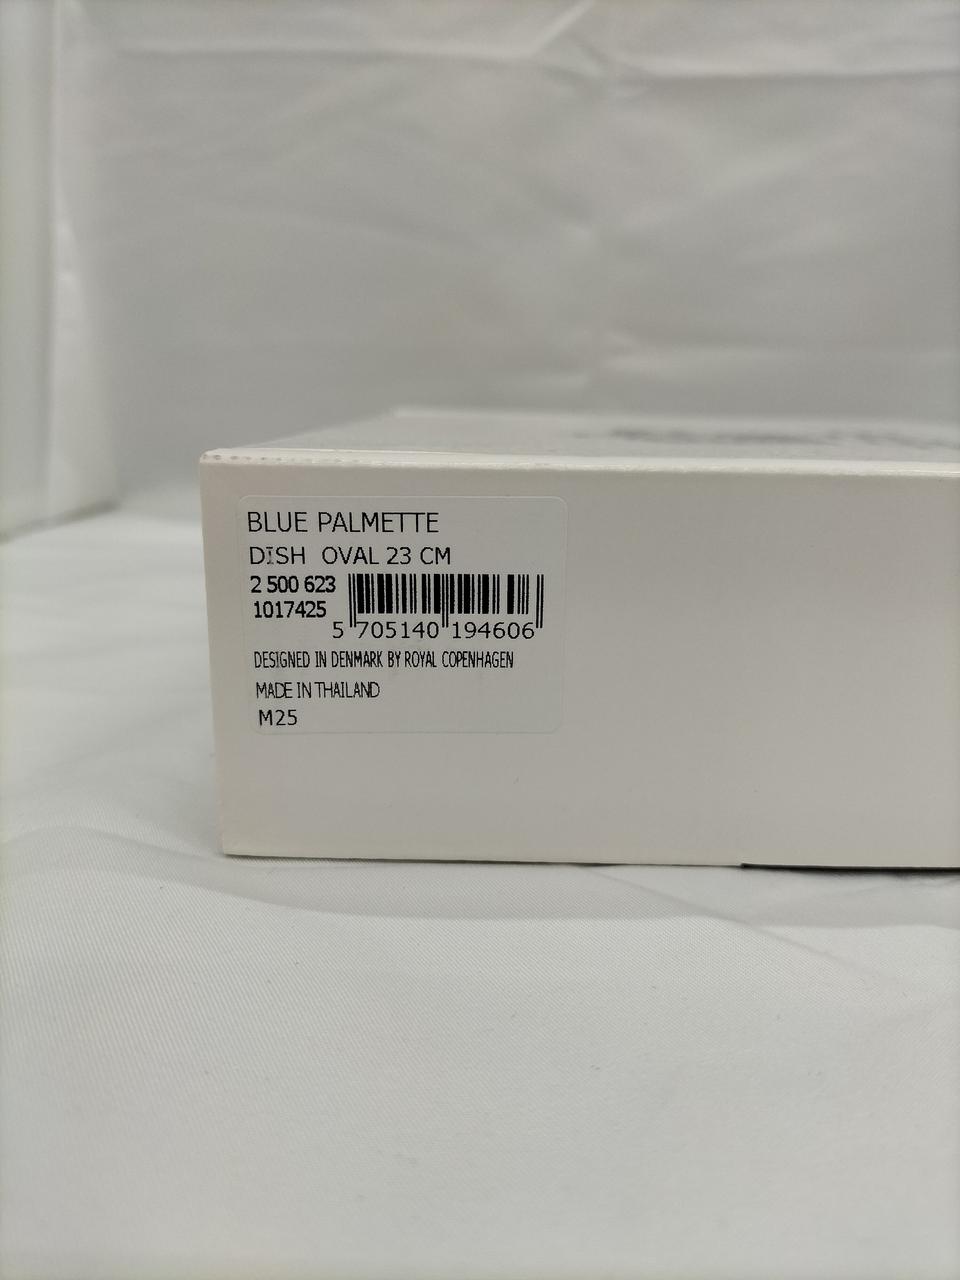 BLUE PALMETTE
DISH OVAL 23 CM
2 500 623
1017425
5 705140 194606
DESIGNED IN DENMARK BY ROYAL COPENHAGEN
MADE IN THAILAND
M25